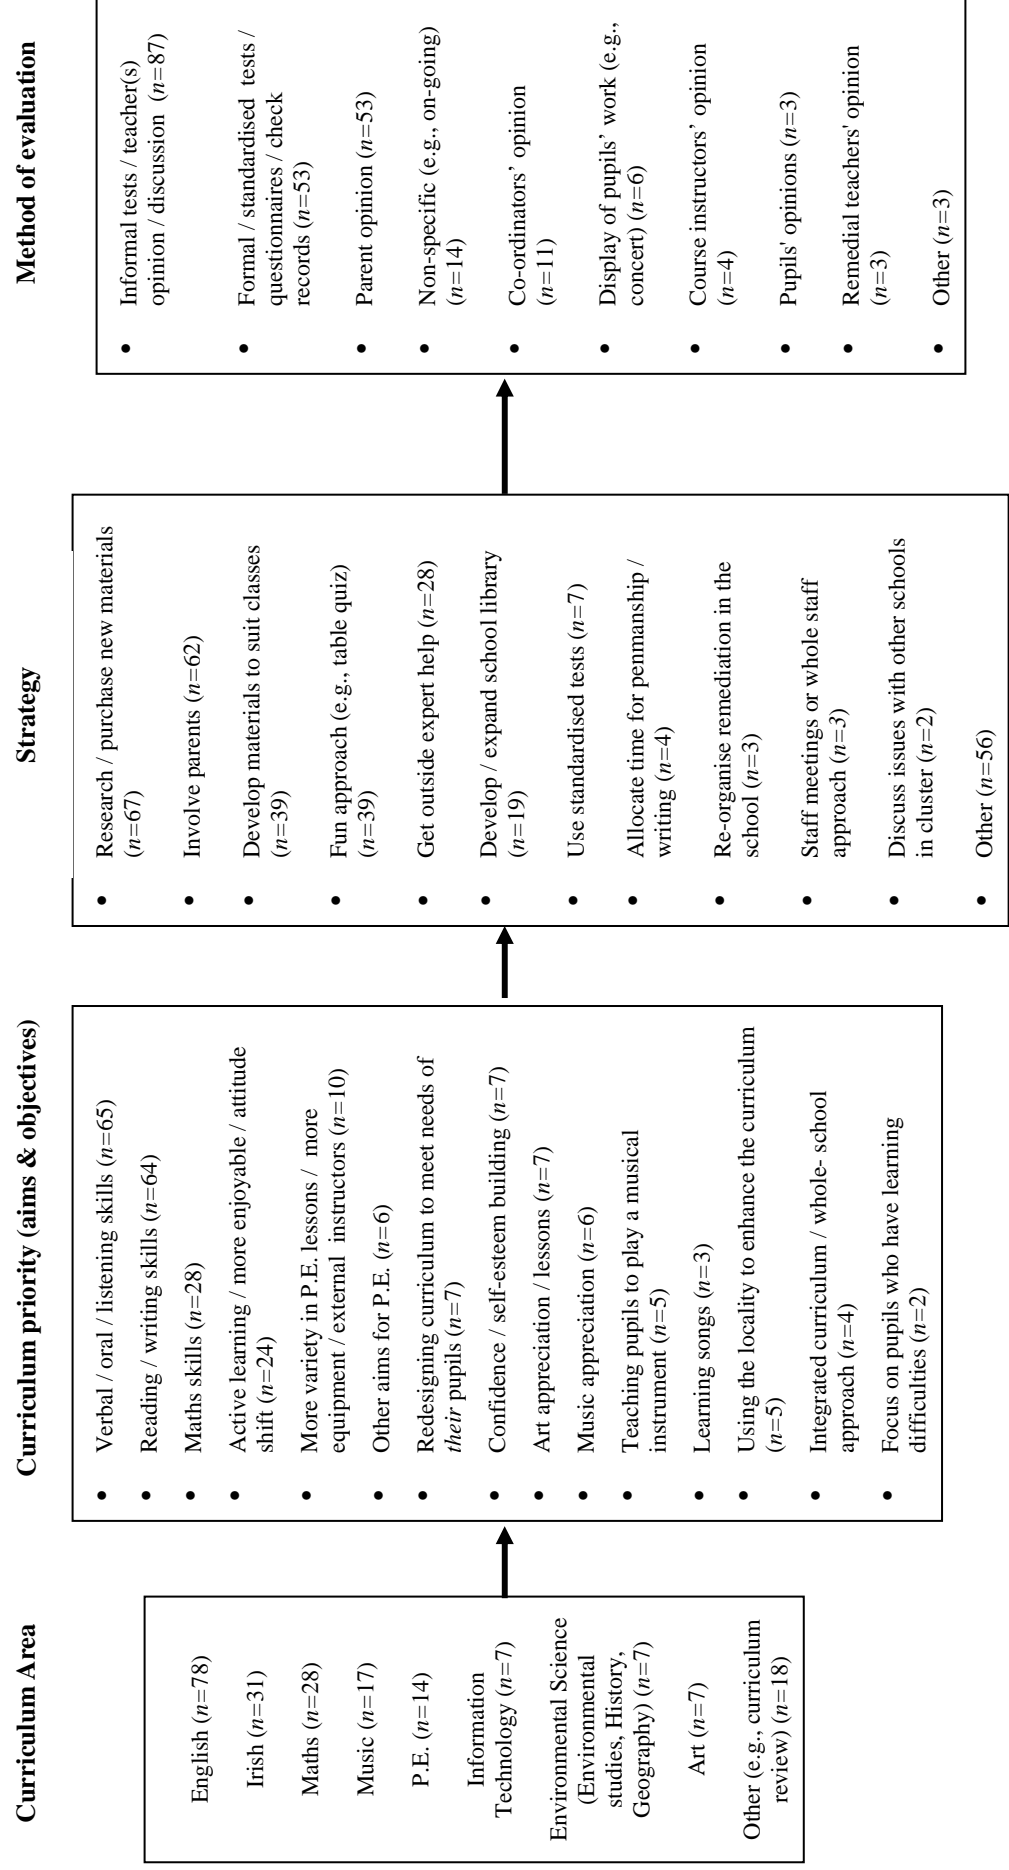 Curriculum Area
English (n=78)
Irish (n=31)
Maths (n=28)
Music (n=17)
P.E. (n=14)
Information
Technology (n=7)
Environmental Science
(Environmental
studies, History,
Geography) (n=7)
Art (n=7)
Other (e.g., curriculum
review) (n=18)
Curriculum priority (aims & objectives)
• Verbal / oral / listening skills (n=65)
• Reading / writing skills (n=64)
• Maths skills (n=28)
• Active learning / more enjoyable / attitude
shift (n=24)
• More variety in P.E. lessons / more
equipment / external instructors (n=10)
• Other aims for P.E. (n=6)
• Redesigning curriculum to meet needs of
their pupils (n=7)
• Confidence / self-esteem building (n=7)
• Art appreciation / lessons (n=7)
• Music appreciation (n=6)
• Teaching pupils to play a musical
instrument (n=5)
• Learning songs (n=3)
• Using the locality to enhance the curriculum
(n=5)
• Integrated curriculum / whole- school
approach (n=4)
• Focus on pupils who have learning
difficulties (n=2)
Strategy
• Research / purchase new materials
(n=67)
• Involve parents (n=62)
• Develop materials to suit classes
(n=39)
• Fun approach (e.g., table quiz)
(n=39)
• Get outside expert help (n=28)
• Develop / expand school library
(n=19)
• Use standardised tests (n=7)
• Allocate time for penmanship /
writing (n=4)
• Re-organise remediation in the
school (n=3)
• Staff meetings or whole staff
approach (n=3)
• Discuss issues with other schools
in cluster (n=2)
• Other (n=56)
Method of evaluation
• Informal tests / teacher(s)
opinion / discussion (n=87)
• Formal / standardised tests /
questionnaires / check
records (n=53)
• Parent opinion (n=53)
• Non-specific (e.g., on-going)
(n=14)
• Co-ordinators’ opinion
(n=11)
• Display of pupils’ work (e.g.,
concert) (n=6)
• Course instructors’ opinion
(n=4)
• Pupils' opinions (n=3)
• Remedial teachers' opinion
(n=3)
• Other (n=3)